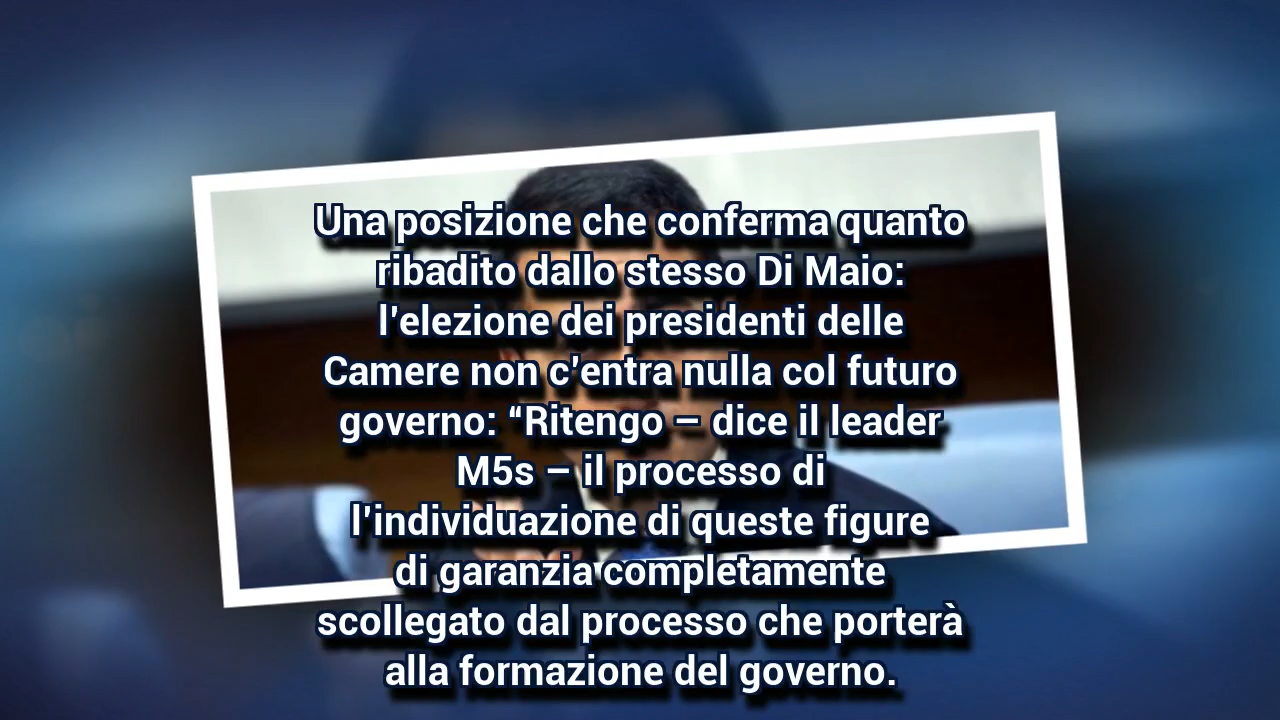 Una posizione che conferma quanto
ribadito dallo stesso Di Maio:
l'elezione dei presidenti delle
Camere non c'entra nulla col futuro
governo: “Ritengo – dice il leader
M5s – il processo di
l'individuazione di queste figure
di garanzia completamente
scollegato dal processo che porterà
alla formazione del governo.